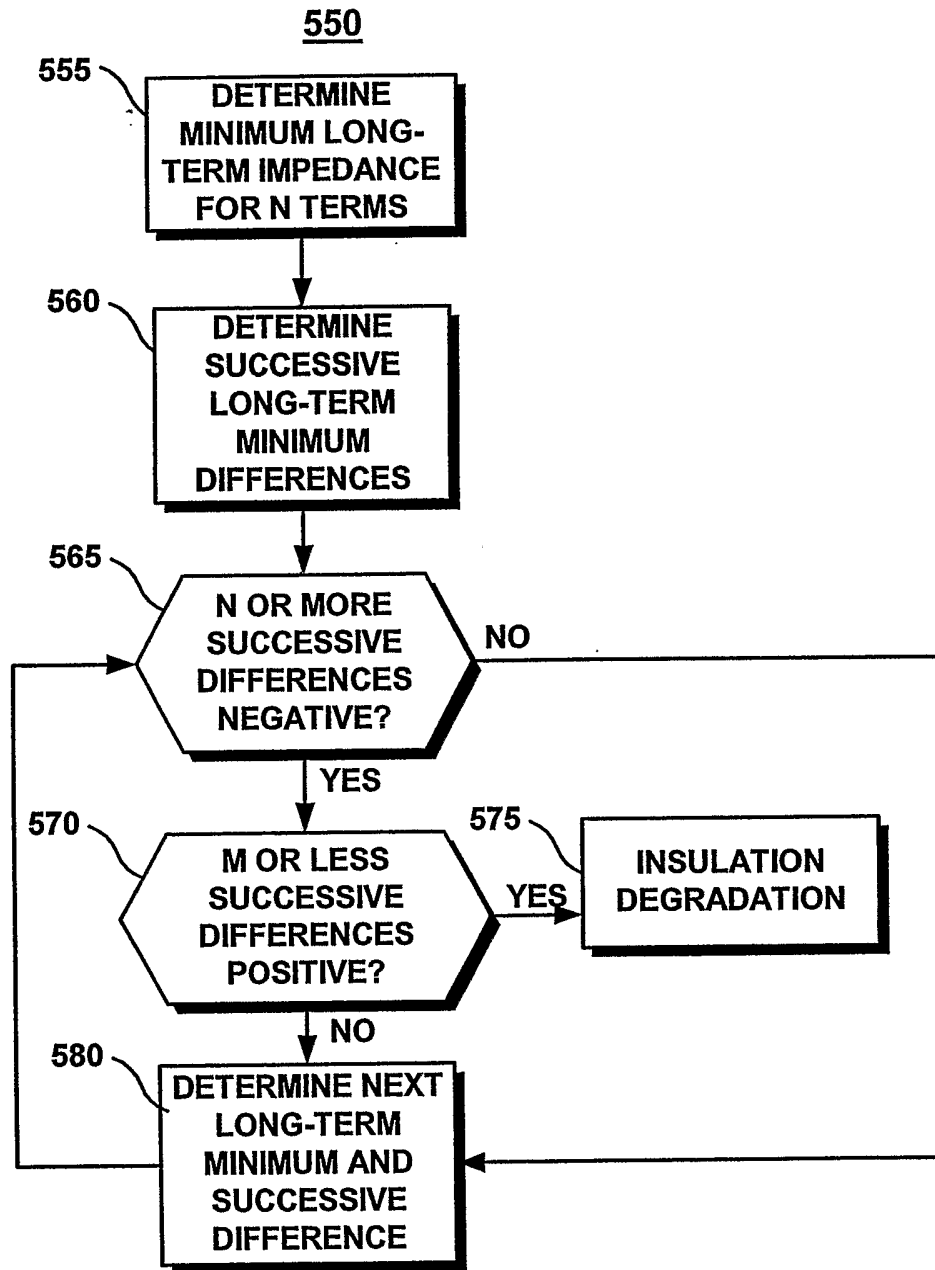 550
555
DETERMINE
MINIMUM LONG-
TERM IMPEDANCE
FOR N TERMS
560
DETERMINE
SUCCESSIVE
LONG-TERM
MINIMUM
DIFFERENCES
565
N OR MORE
SUCCESSIVE
DIFFERENCES
NEGATIVE?
NO
YES
570
M OR LESS
SUCCESSIVE
DIFFERENCES
POSITIVE?
YES
575
INSULATION
DEGRADATION
NO
580
DETERMINE NEXT
LONG-TERM
MINIMUM AND
SUCCESSIVE
DIFFERENCE